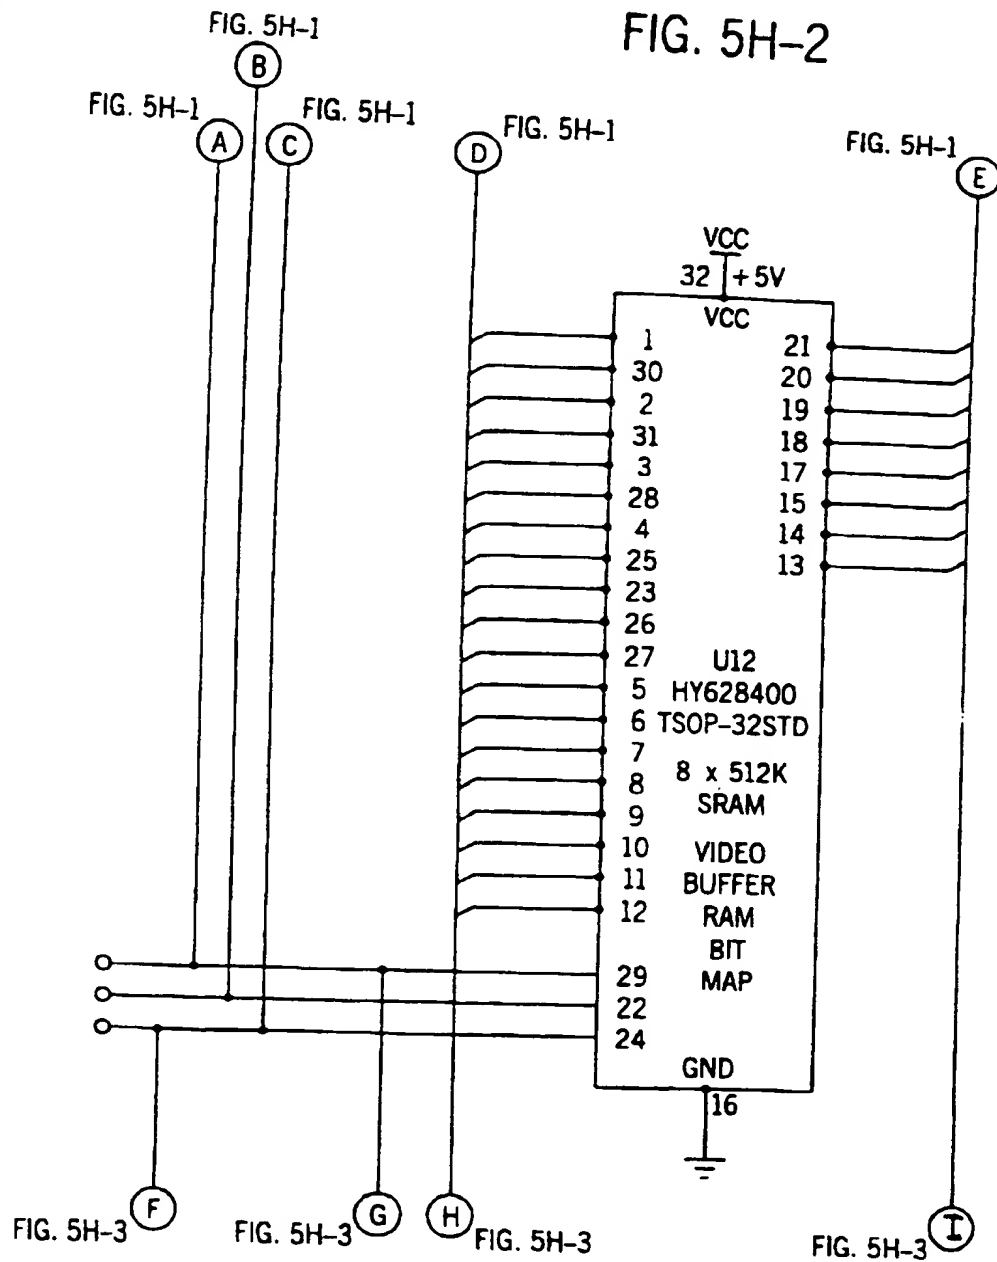 FIG. 5H-2
FIG. 5H-1
B
FIG. 5H-1
A
C
FIG. 5H-1
D
FIG. 5H-1
FIG. 5H-1
E
VCC
32
+5V
VCC
1
30
2
31
3
28
4
25
23
26
27
5
6
7
8
9
10
11
12
29
22
24
21
20
19
18
17
15
14
13
U12
HY628400
TSOP-32STD
8 x 512K
SRAM
VIDEO
BUFFER
RAM
BIT
MAP
GND
16
FIG. 5H-3
F
FIG. 5H-3
G
H
FIG. 5H-3
FIG. 5H-3
I